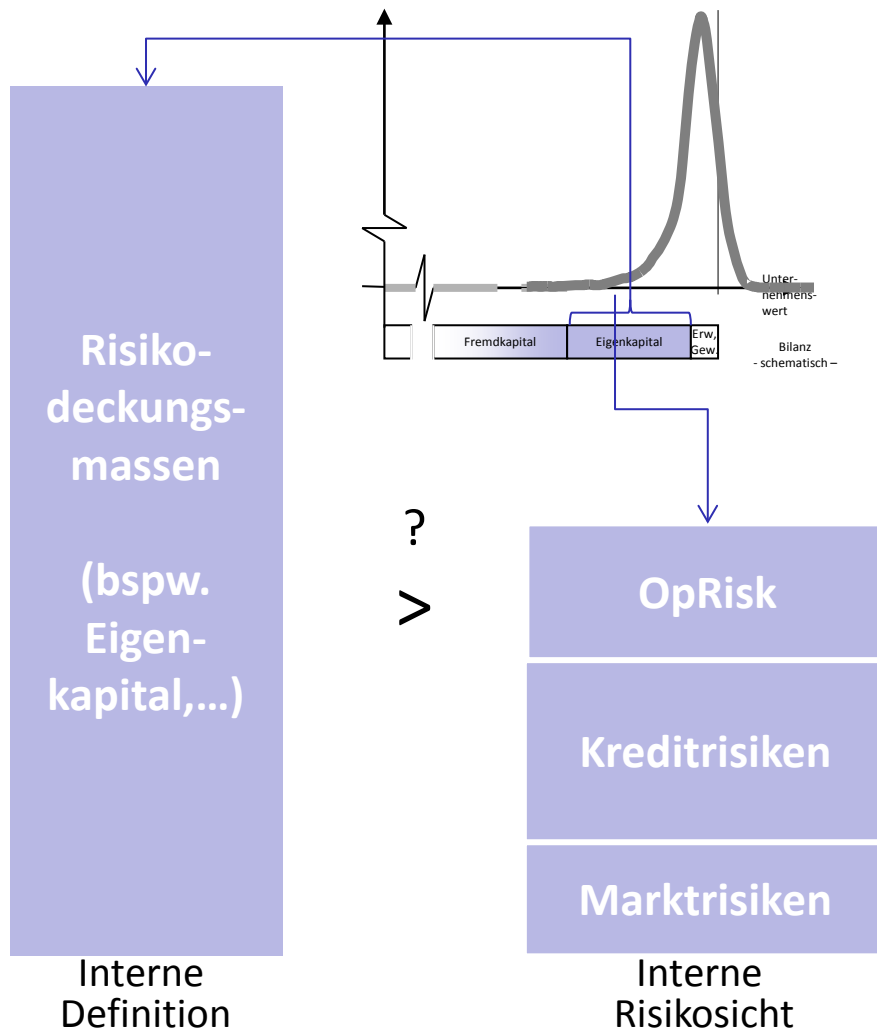 Unter-
nehmens-
wert
Fremdkapital
Eigenkapital
Erw,
Gew.
Bilanz
- schematisch –
Risiko-
deckungs-
massen
(bspw.
Eigen-
kapital,...)
?
>
OpRisk
Kreditrisiken
Marktrisiken
Interne
Definition
Interne
Risikosicht